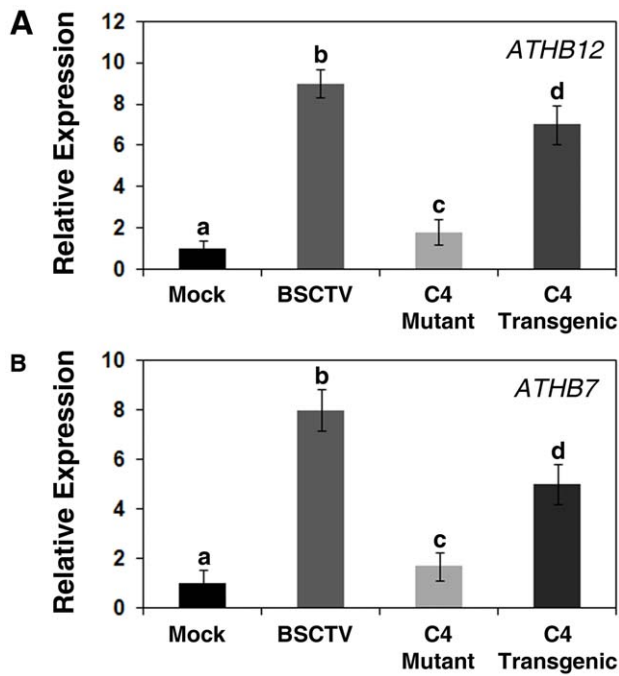 A
Relative Expression
12
10
8
6
4
2
0
ATHB12
a
b
c
d
Mock
BSCTV
C4
Mutant
C4
Transgenic
B
Relative Expression
10
8
6
4
2
0
ATHB7
a
b
c
d
Mock
BSCTV
C4
Mutant
C4
Transgenic